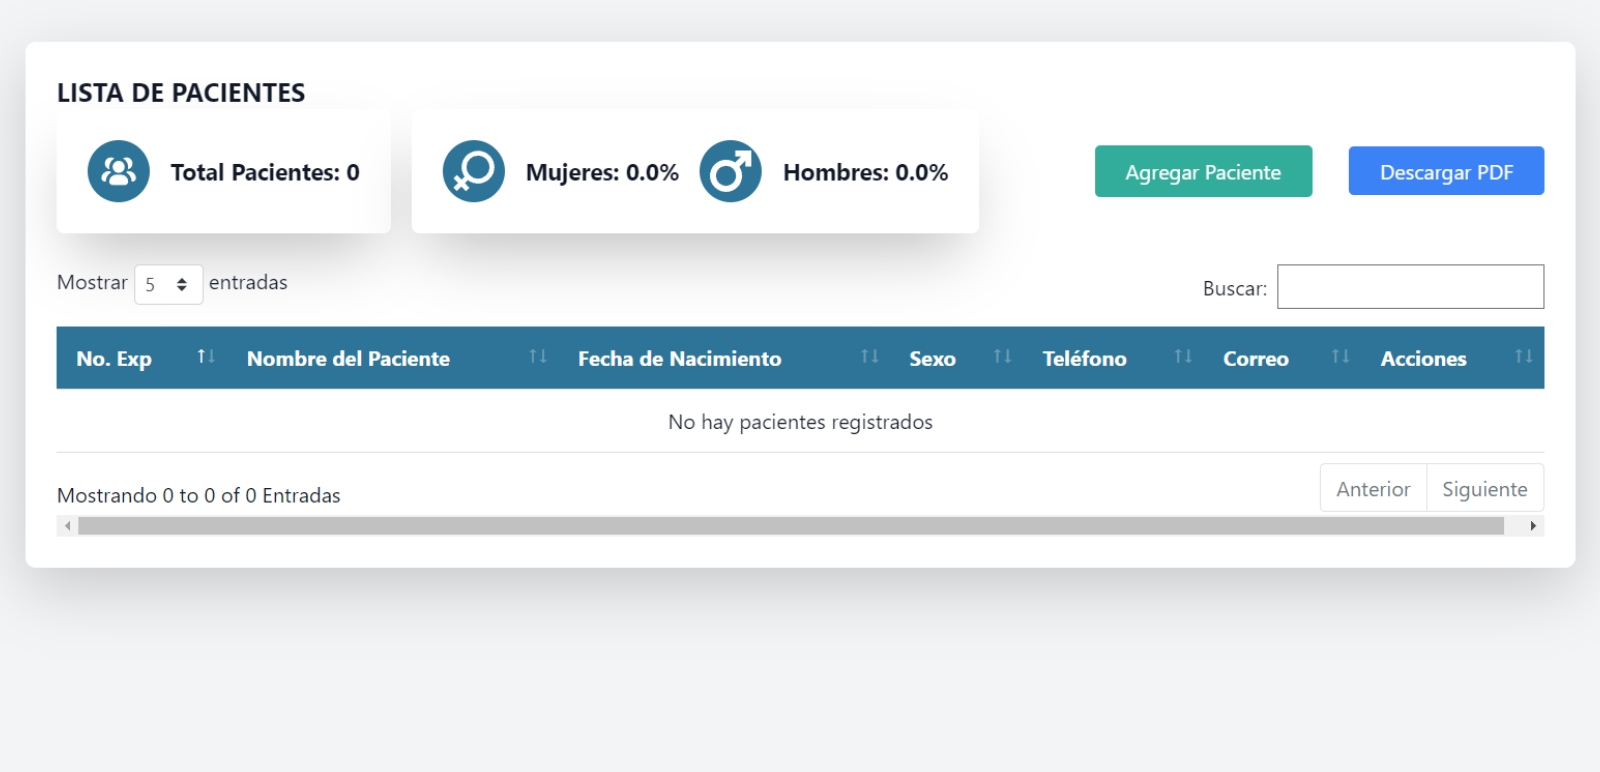 LISTA DE PACIENTES
Total Pacientes: 0
Mujeres: 0.0%
Hombres: 0.0%
Agregar Paciente
Descargar PDF
Mostrar 5 entradas
Buscar:
No. Exp Nombre del Paciente Fecha de Nacimiento Sexo Teléfono Correo Acciones
No hay pacientes registrados
Mostrando 0 to 0 of 0 Entradas
Anterior Siguiente